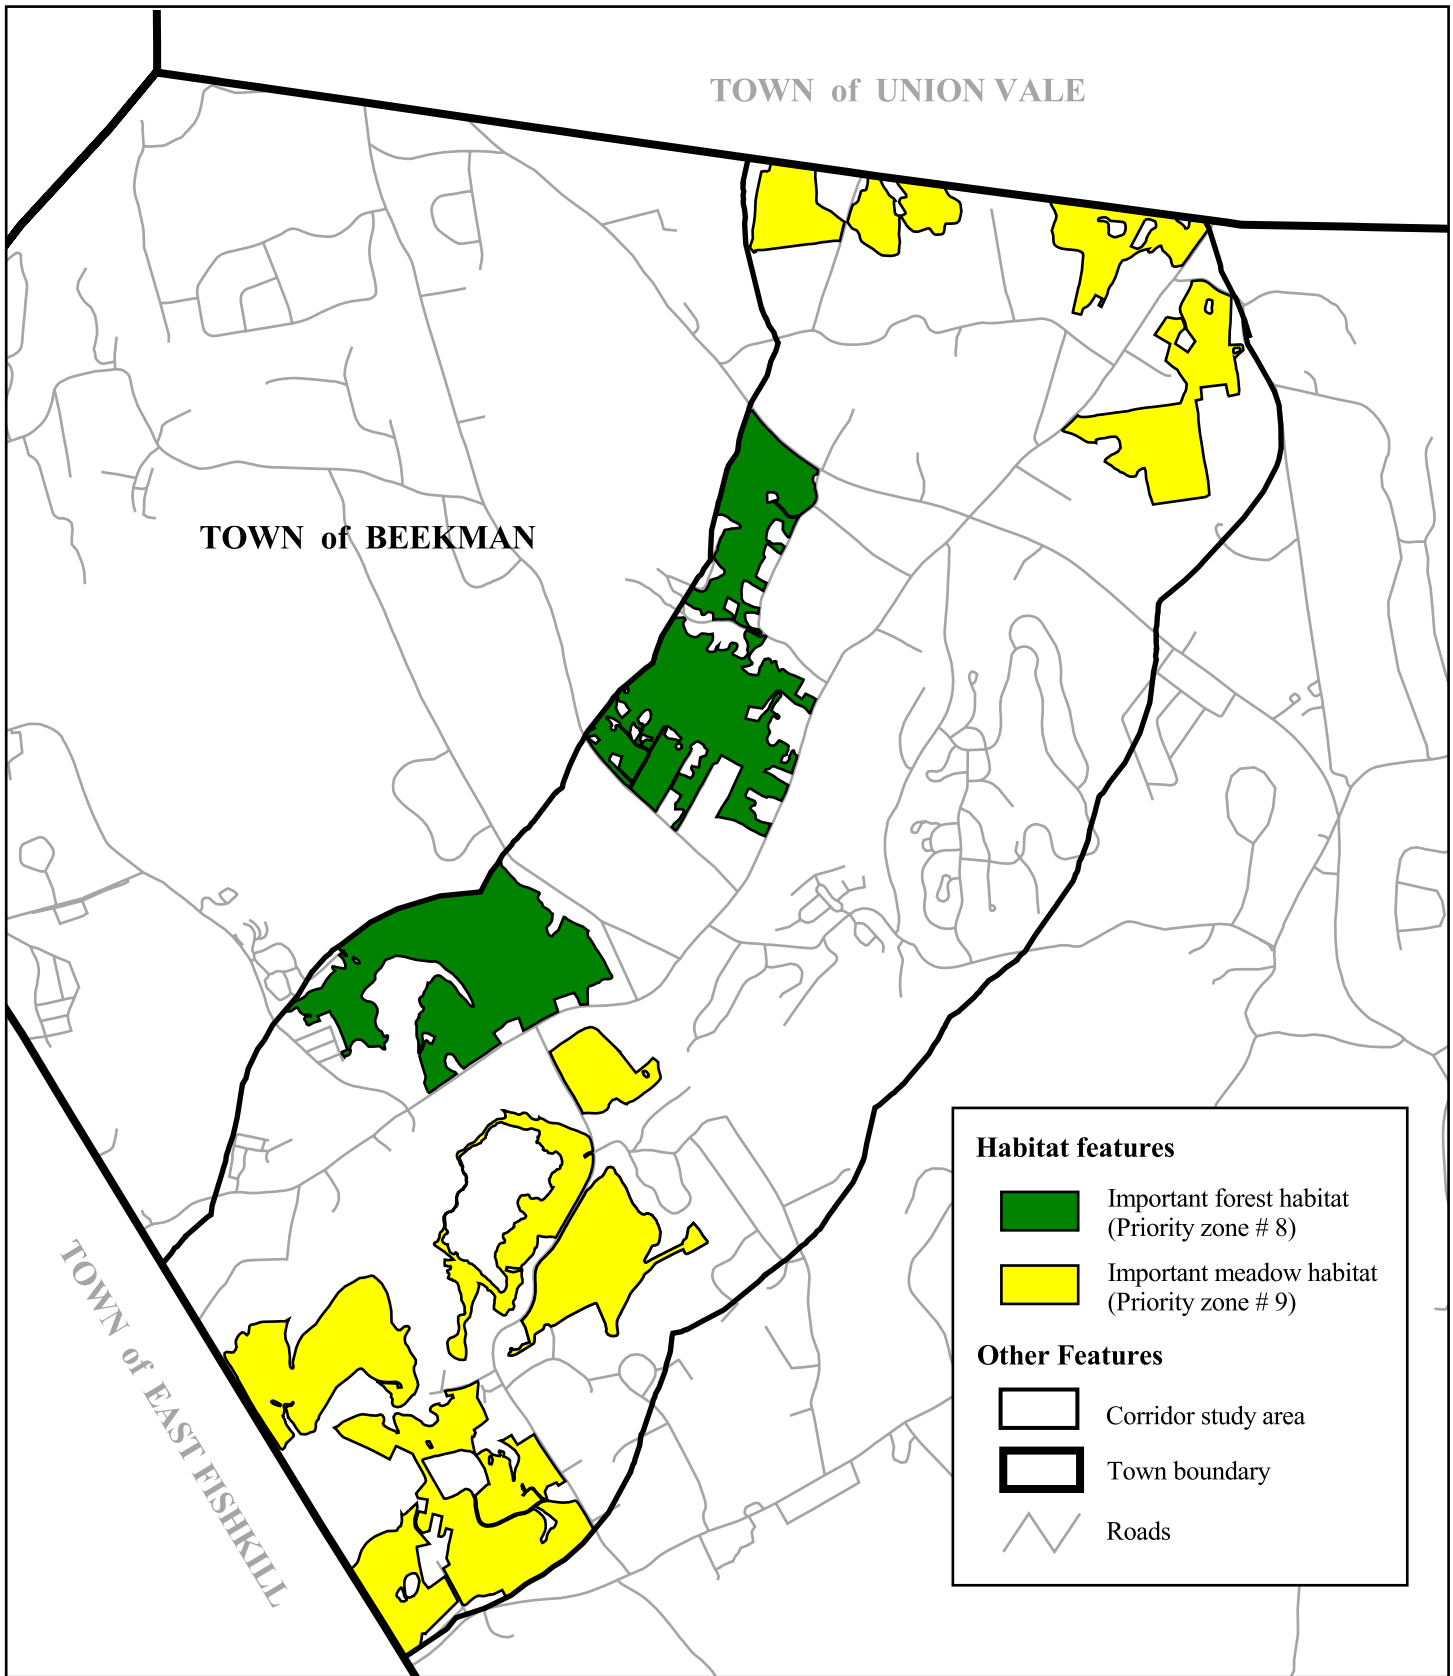 TOWN of UNION VALE
TOWN of BEEKMAN
TOWN of EAST FISHKILL
Habitat features
Important forest habitat
(Priority zone # 8)
Important meadow habitat
(Priority zone # 9)
Other Features
Corridor study area
Town boundary
Roads